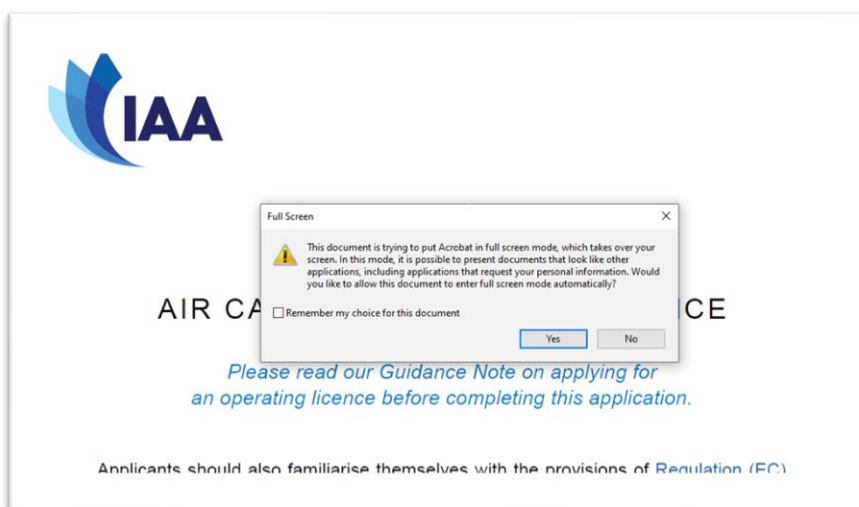 IAA
Full Screen
This document is trying to put Acrobat in full screen mode, which takes over your
screen. In this mode, it is possible to present documents that look like other
applications, including applications that request your personal information. Would
you like to allow this document to enter full screen mode automatically?
AIR CA CE
Remember my choice for this document
Yes No
Please read our Guidance Note on applying for
an operating licence before completing this application.
Applicants should also familiarise themselves with the provisions of Regulation (EC)